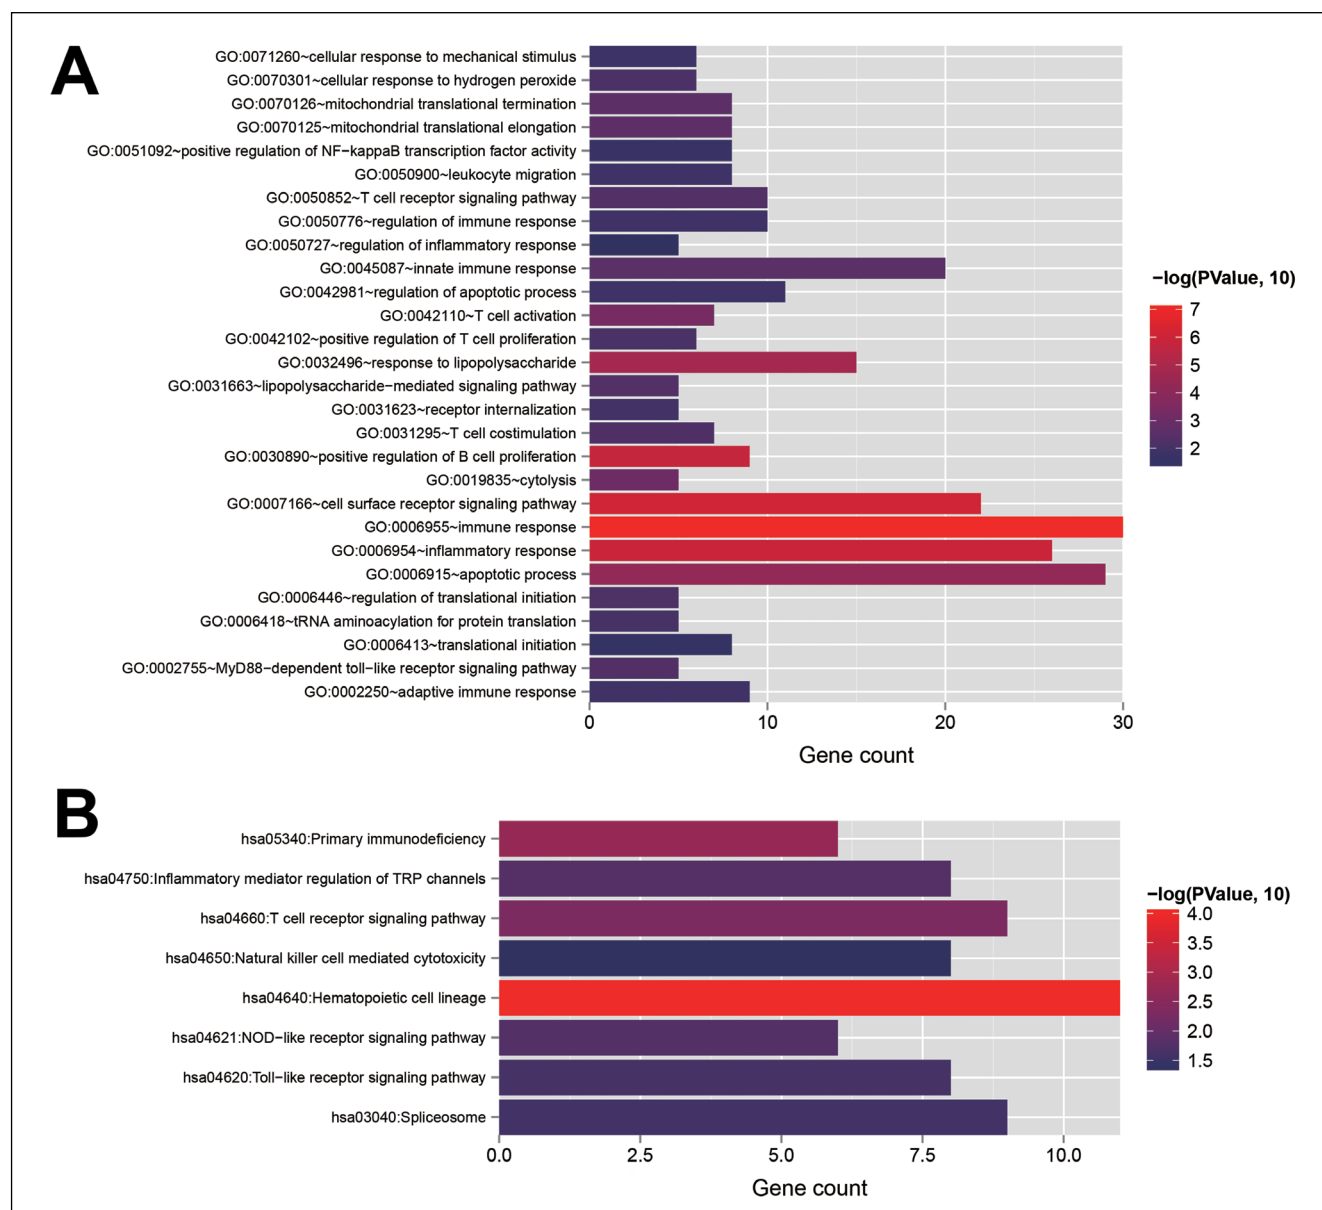 A
GO:0071260~cellular response to mechanical stimulus
GO:0070301~cellular response to hydrogen peroxide
GO:0070126~mitochondrial translational termination
GO:0070125~mitochondrial translational elongation
GO:0051092~positive regulation of NF−kappaB transcription factor activity
GO:0050900~leukocyte migration
GO:0050852~T cell receptor signaling pathway
GO:0050776~regulation of immune response
GO:0050727~regulation of inflammatory response
GO:0045087~innate immune response
GO:0042981~regulation of apoptotic process
GO:0042110~T cell activation
GO:0042102~positive regulation of T cell proliferation
GO:0032496~response to lipopolysaccharide
GO:0031663~lipopolysaccharide−mediated signaling pathway
GO:0031623~receptor internalization
GO:0031295~T cell costimulation
GO:0030890~positive regulation of B cell proliferation
GO:0019835~cytolysis
GO:0007166~cell surface receptor signaling pathway
GO:0006955~immune response
GO:0006954~inflammatory response
GO:0006915~apoptotic process
GO:0006446~regulation of translational initiation
GO:0006418~tRNA aminoacylation for protein translation
GO:0006413~translational initiation
GO:0002755~MyD88−dependent toll−like receptor signaling pathway
GO:0002250~adaptive immune response
0 10 20 30
Gene count
−log(PValue, 10)
7
6
5
4
3
2
B
hsa05340:Primary immunodeficiency
hsa04750:Inflammatory mediator regulation of TRP channels
hsa04660:T cell receptor signaling pathway
hsa04650:Natural killer cell mediated cytotoxicity
hsa04640:Hematopoietic cell lineage
hsa04621:NOD−like receptor signaling pathway
hsa04620:Toll−like receptor signaling pathway
hsa03040:Spliceosome
0.0 2.5 5.0 7.5 10.0
Gene count
−log(PValue, 10)
4.0
3.5
3.0
2.5
2.0
1.5